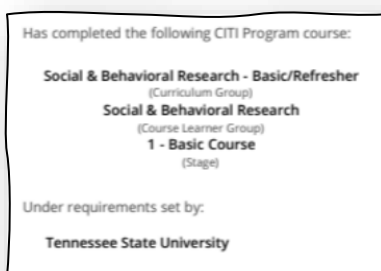 Has completed the following CITI Program course:
Social & Behavioral Research - Basic/Refresher
(Curriculum Group)
Social & Behavioral Research
(Course Learner Group)
1 - Basic Course
(Stage)
Under requirements set by:
Tennessee State University